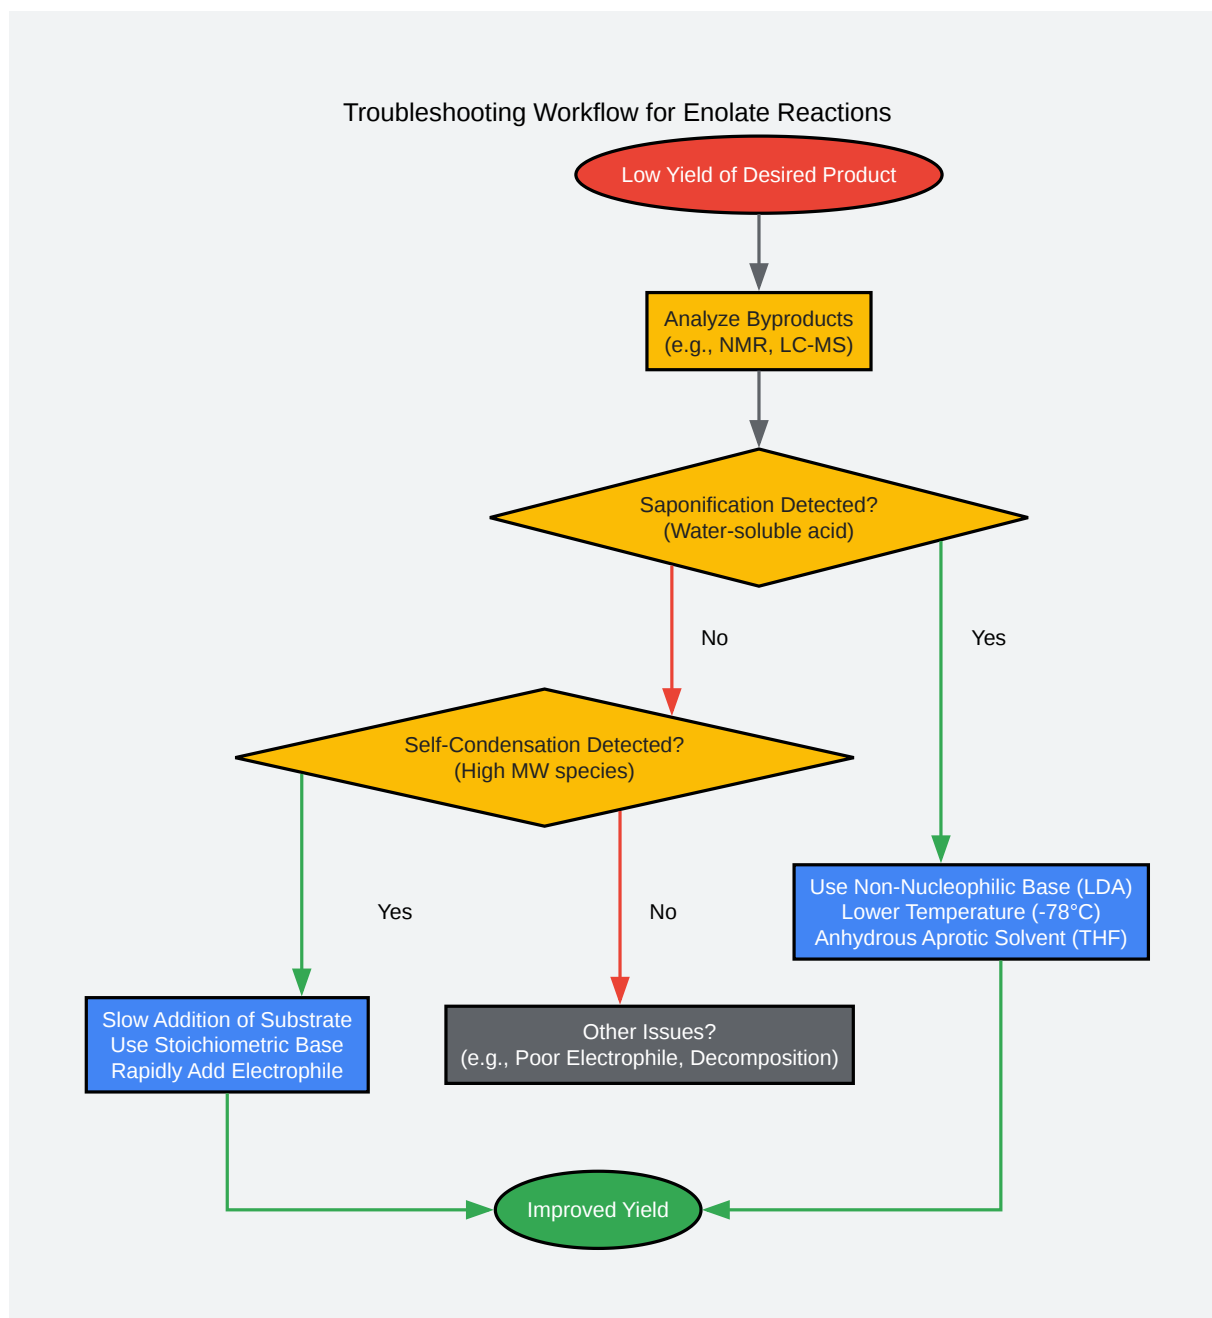 Troubleshooting Workflow for Enolate Reactions
Low Yield of Desired Product
Analyze Byproducts
(e.g., NMR, LC-MS)
Saponification Detected?
(Water-soluble acid)
No
Yes
Self-Condensation Detected?
(High MW species)
Use Non-Nucleophilic Base (LDA)
Lower Temperature (-78°C)
Anhydrous Aprotic Solvent (THF)
Yes
No
Slow Addition of Substrate
Use Stoichiometric Base
Rapidly Add Electrophile
Other Issues?
(e.g., Poor Electrophile, Decomposition)
Improved Yield